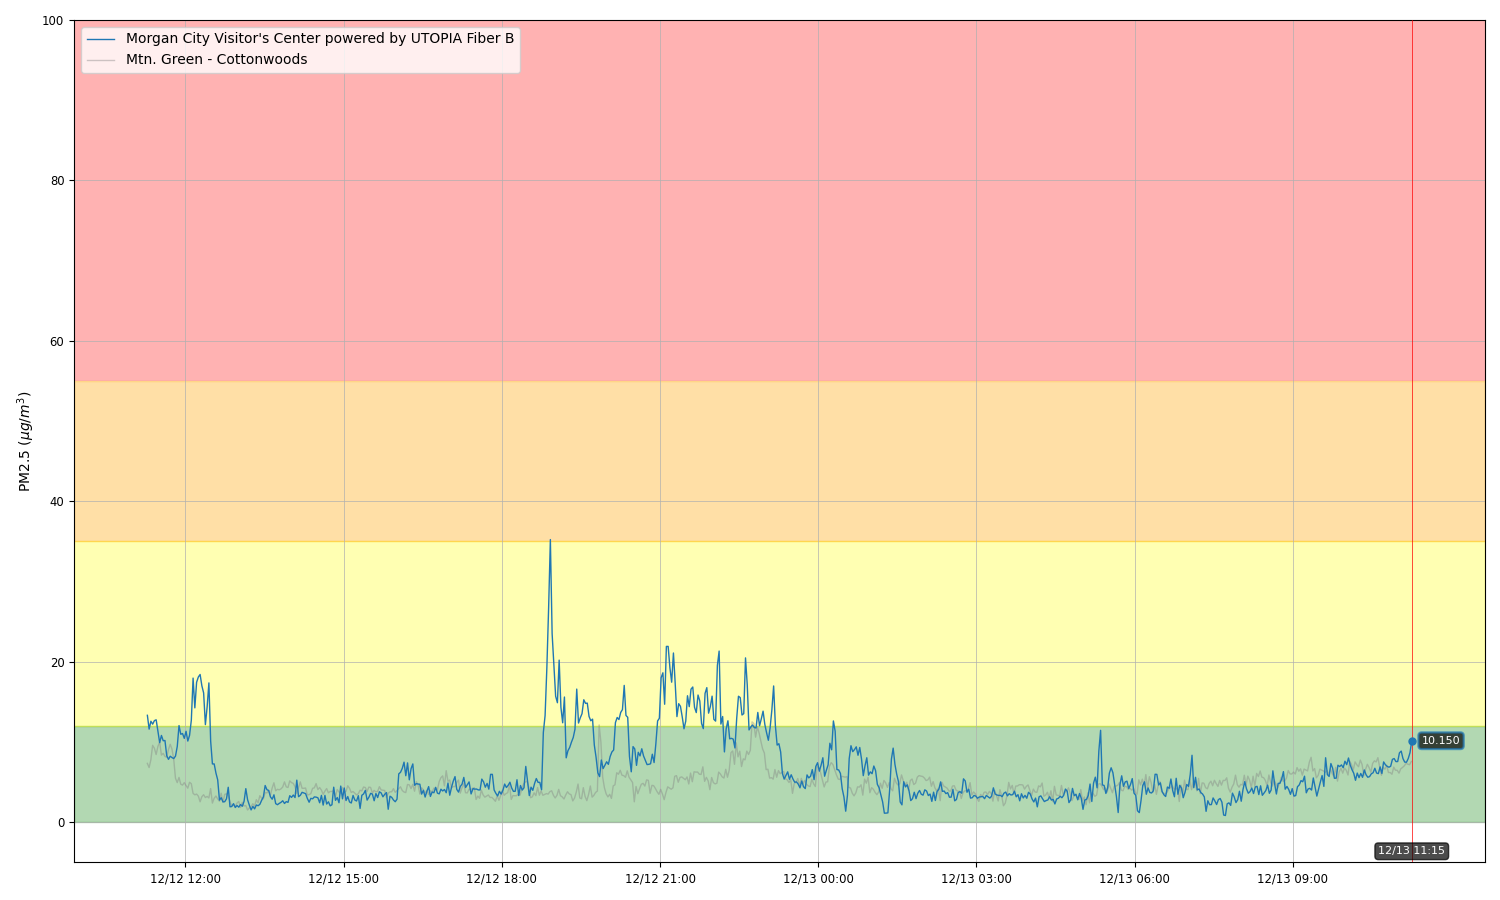 100
Morgan City Visitor's Center powered by UTOPIA Fiber B
Mtn. Green - Cottonwoods
80
60
40
20
0
PM2.5 (μg/m³)
10.150
12/13 11:15
12/12 12:00 12/12 15:00 12/12 18:00 12/12 21:00 12/13 00:00 12/13 03:00 12/13 06:00 12/13 09:00